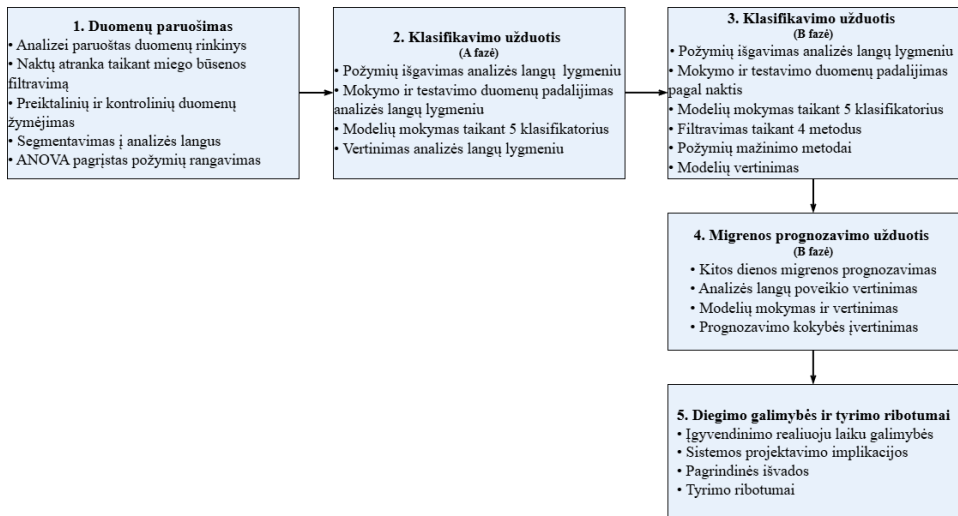 1. Duomenų paruošimas
• Analizei paruoštas duomenų rinkinys
• Naktų atranka taikant miego būsenos
filtravimą
• Preiktalinių ir kontrolinių duomenų
žymėjimas
• Segmentavimas į analizės langus
• ANOVA pagrįstas požymių rangavimas
2. Klasifikavimo užduotis
(A fazė)
• Požymių išgavimas analizės langų lygmeniu
• Mokymo ir testavimo duomenų padalijimas
analizės langų lygmeniu
• Modelių mokymas taikant 5 klasifikatorius
• Vertinimas analizės langų lygmeniu
3. Klasifikavimo užduotis
(B fazė)
• Požymių išgavimas analizės langų lygmeniu
• Mokymo ir testavimo duomenų padalijimas
pagal naktis
• Modelių mokymas taikant 5 klasifikatorius
• Filtravimas taikant 4 metodus
• Požymių mažinimo metodai
• Modelių vertinimas
4. Migrenos prognozavimo užduotis
(B fazė)
• Kitos dienos migrenos prognozavimas
• Analizės langų poveikio vertinimas
• Modelių mokymas ir vertinimas
• Prognozavimo kokybės įvertinimas
5. Diegimo galimybės ir tyrimo ribotumai
• Įgyvendinimo realiuoju laiku galimybės
• Sistemos projektavimo implikacijos
• Pagrindinės išvados
• Tyrimo ribotumai